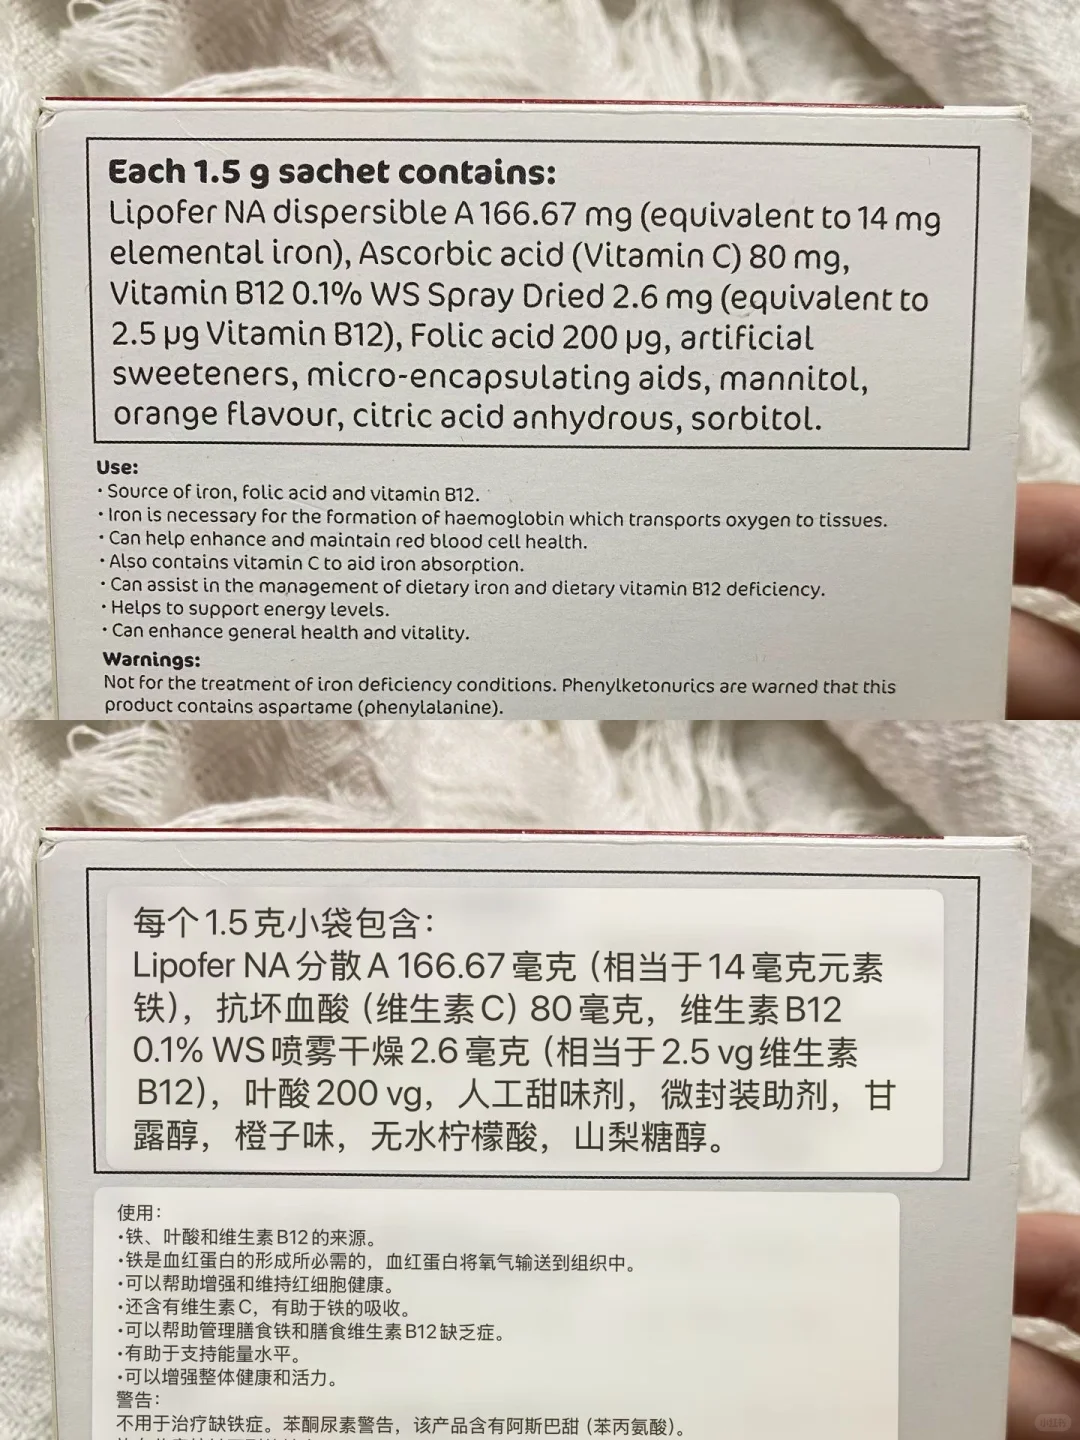 Each 1.5 g sachet contains:
Lipofer NA dispersible A 166.67 mg (equivalent to 14 mg
elemental iron), Ascorbic acid (Vitamin C) 80 mg,
Vitamin B12 0.1% WS Spray Dried 2.6 mg (equivalent to
2.5 µg Vitamin B12), Folic acid 200 µg, artificial
sweeteners, micro-encapsulating aids, mannitol,
orange flavour, citric acid anhydrous, sorbitol.
Use:
• Source of iron, folic acid and vitamin B12.
• Iron is necessary for the formation of haemoglobin which transports oxygen to tissues.
• Can help enhance and maintain red blood cell health.
• Also contains vitamin C to aid iron absorption.
• Can assist in the management of dietary iron and dietary vitamin B12 deficiency.
• Helps to support energy levels.
• Can enhance general health and vitality.
Warnings:
Not for the treatment of iron deficiency conditions. Phenylketonurics are warned that this
product contains aspartame (phenylalanine).
每个1.5克小袋包含：
Lipofer NA分散A 166.67毫克（相当于14毫克元素
铁），抗坏血酸（维生素C）80毫克，维生素B12
0.1% WS喷雾干燥2.6毫克（相当于2.5 vg维生素
B12），叶酸200 vg，人工甜味剂，微封装助剂，甘
露醇，橙子味，无水柠檬酸，山梨糖醇。
使用：
•铁、叶酸和维生素B12的来源。
•铁是血红蛋白的形成所必需的，血红蛋白将氧气输送到组织中。
•可以帮助增强和维持红细胞健康。
•还含有维生素C，有助于铁的吸收。
•可以帮助管理膳食铁和膳食维生素B12缺乏症。
•有助于支持能量水平。
•可以增强整体健康和活力。
警告：
不用于治疗缺铁症。苯酮尿素警告，该产品含有阿斯巴甜（苯丙氨酸）。
小红书